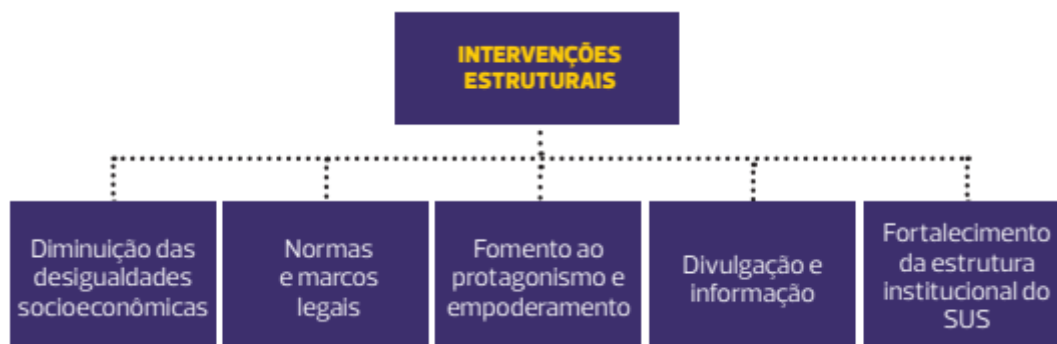 INTERVENÇÕES
ESTRUTURAIS
Diminuição das
desigualdades
socioeconômicas
Normas
e marcos
legais
Fomento ao
protagonismo e
empoderamento
Divulgação e
informação
Fortalecimento
da estrutura
institucional do
SUS